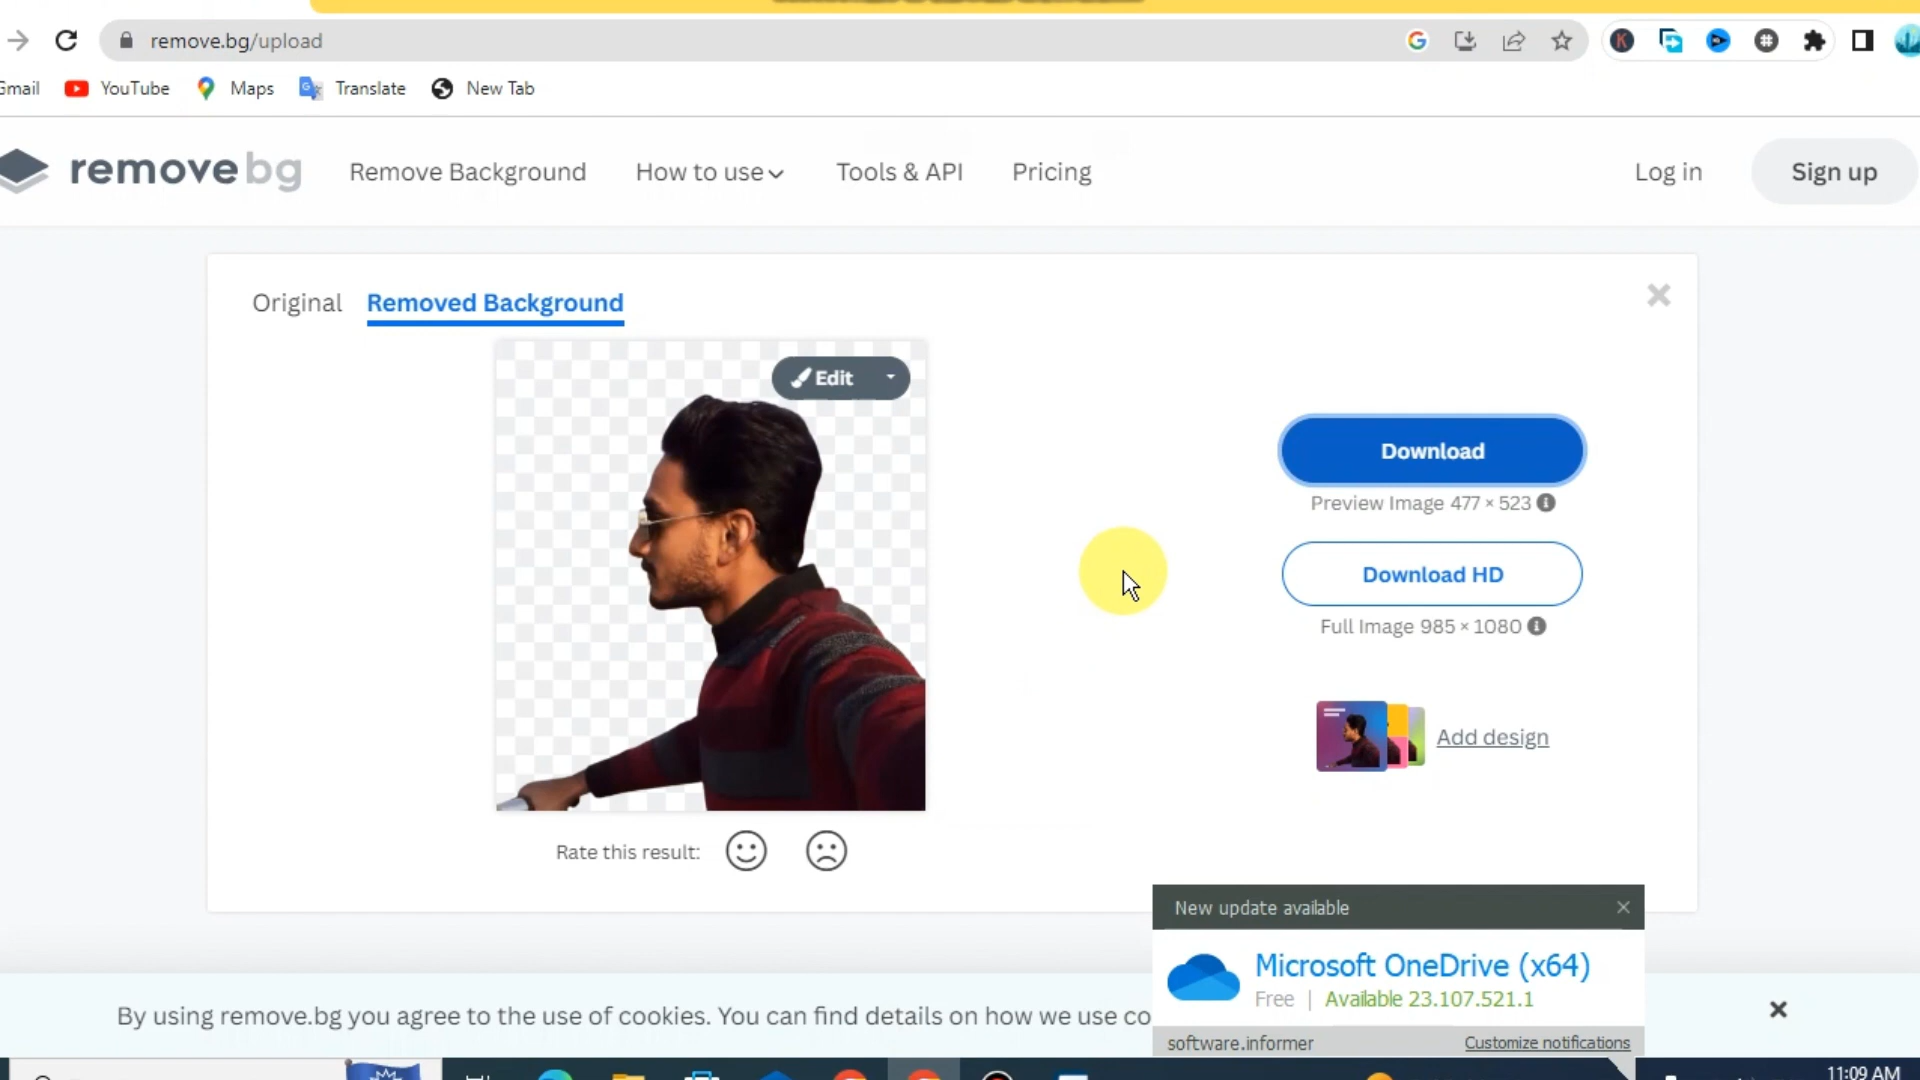 remove.bg/upload
Gmail YouTube Maps Translate New Tab
removebg Remove Background How to use Tools & API Pricing Log in Sign up
Original Removed Background
Edit
Download
Preview Image 477 × 523
Download HD
Full Image 985 × 1080
Add design
Rate this result:
New update available
Microsoft OneDrive (x64)
Free | Available 23.107.521.1
By using remove.bg you agree to the use of cookies. You can find details on how we use co
software.informer Customize notifications
11:09 AM